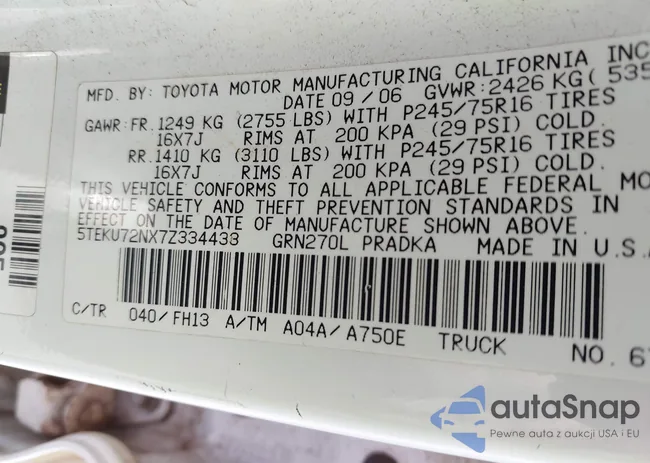 MFD. BY: TOYOTA MOTOR MANUFACTURING CALIFORNIA INC
DATE 09 / 06 GVWR: 2426 KG ( 535
GAWR: FR. 1249 KG (2755 LBS) WITH P245/75R16 TIRES
16X7J RIMS AT 200 KPA (29 PSI) COLD.
RR. 1410 KG (3110 LBS) WITH P245/75R16 TIRES
16X7J RIMS AT 200 KPA (29 PSI) COLD.
THIS VEHICLE CONFORMS TO ALL APPLICABLE FEDERAL MO
VEHICLE SAFETY AND THEFT PREVENTION STANDARDS IN
EFFECT ON THE DATE OF MANUFACTURE SHOWN ABOVE.
5TEKU72NX7Z334433 GRN270L PRADKA MADE IN U.S.A
C/TR 040/FH13 A/TM A04A/A750E TRUCK NO. 6
autaSnap
Pewne auta z aukcji USA i EU